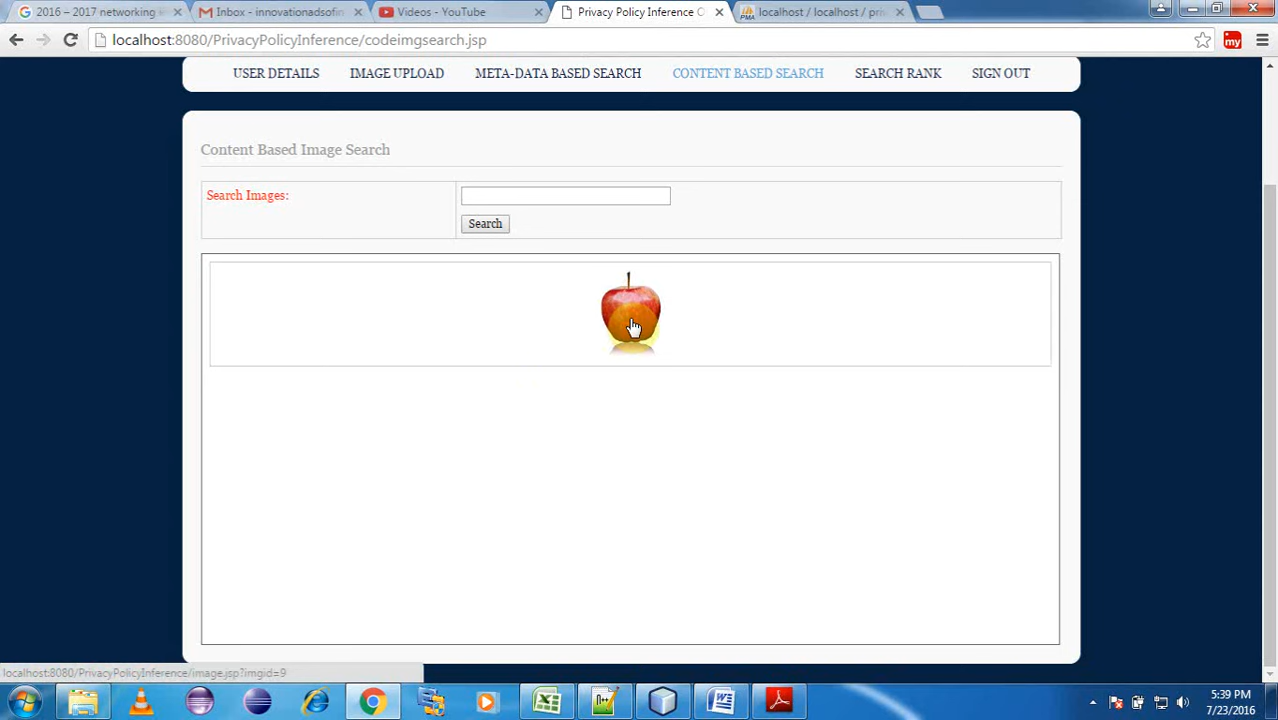 2016 – 2017 networking
Inbox - innovationadsofin
Videos - YouTube
Privacy Policy Inference O
localhost / localhost / pri
localhost:8080/PrivacyPolicyInference/codeimgsearch.jsp
my
USER DETAILS IMAGE UPLOAD META-DATA BASED SEARCH CONTENT BASED SEARCH SEARCH RANK SIGN OUT
Content Based Image Search
Search Images:
Search
localhost:8080/PrivacyPolicyInference/image.jsp?imgid=9
5:39 PM
7/23/2016